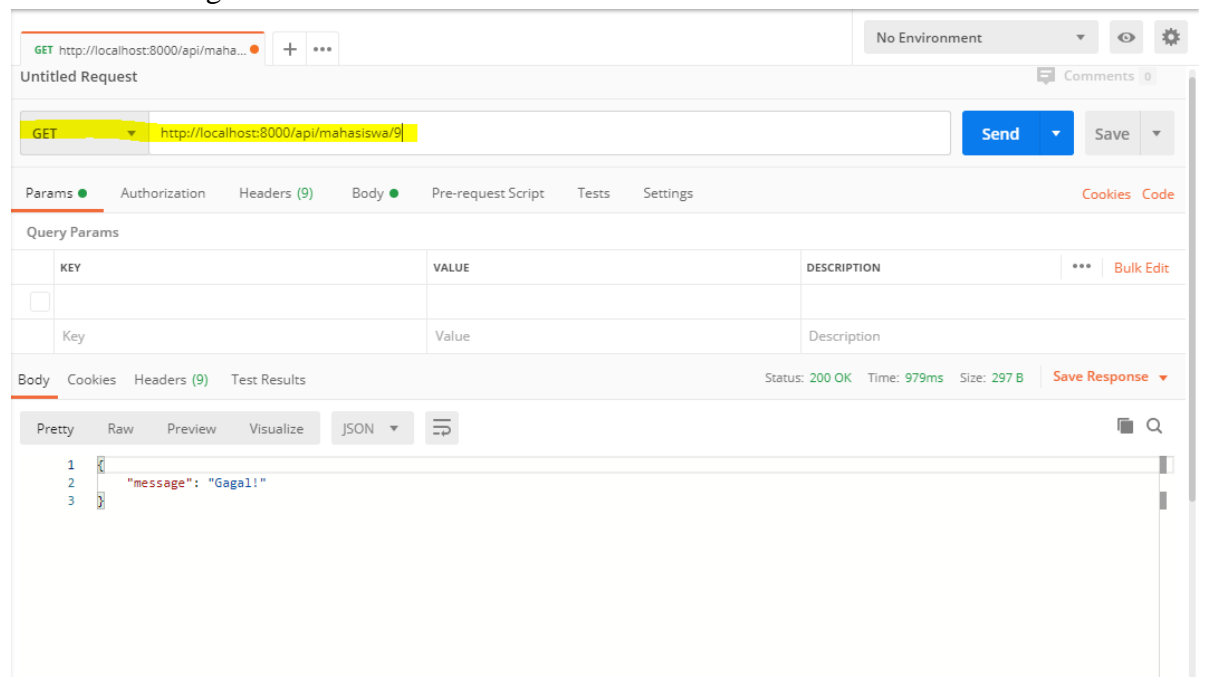 GET http://localhost:8000/api/maha...
No Environment
Untitled Request
Comments 0
GET http://localhost:8000/api/mahasiswa/9
Send
Save
Params Authorization Headers (9) Body Pre-request Script Tests Settings Cookies Code
Query Params
KEY VALUE DESCRIPTION Bulk Edit
Key Value Description
Body Cookies Headers (9) Test Results Status: 200 OK Time: 979ms Size: 297 B Save Response
Pretty Raw Preview Visualize JSON
1 {
2 "message": "Gagal!"
3 }